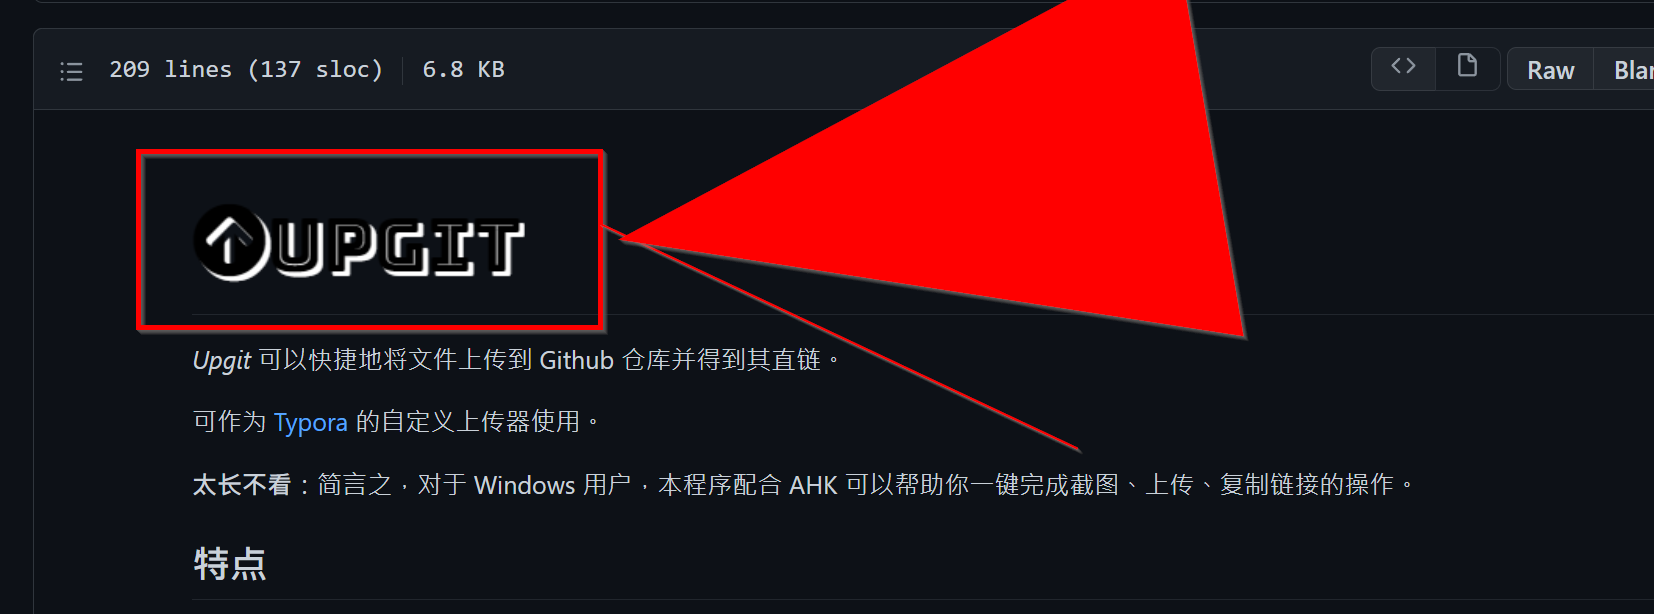 209 lines (137 sloc) 6.8 KB
Raw
UPGIT
Upgit 可以快捷地将文件上传到 Github 仓库并得到其直链。
可作为 Typora 的自定义上传器使用。
太长不看：简言之，对于 Windows 用户，本程序配合 AHK 可以帮助你一键完成截图、上传、复制链接的操作。
特点